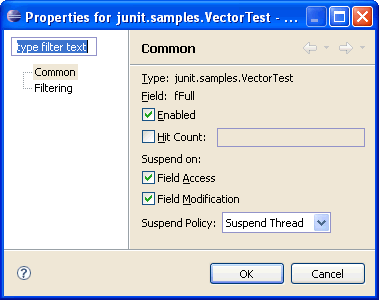 Properties for junit.samples.VectorTest - ...
type filter text
Common
Filtering
Common
Type: junit.samples.VectorTest
Field: fFull
Enabled
Hit Count:
Suspend on:
Field Access
Field Modification
Suspend Policy: Suspend Thread
?
OK Cancel